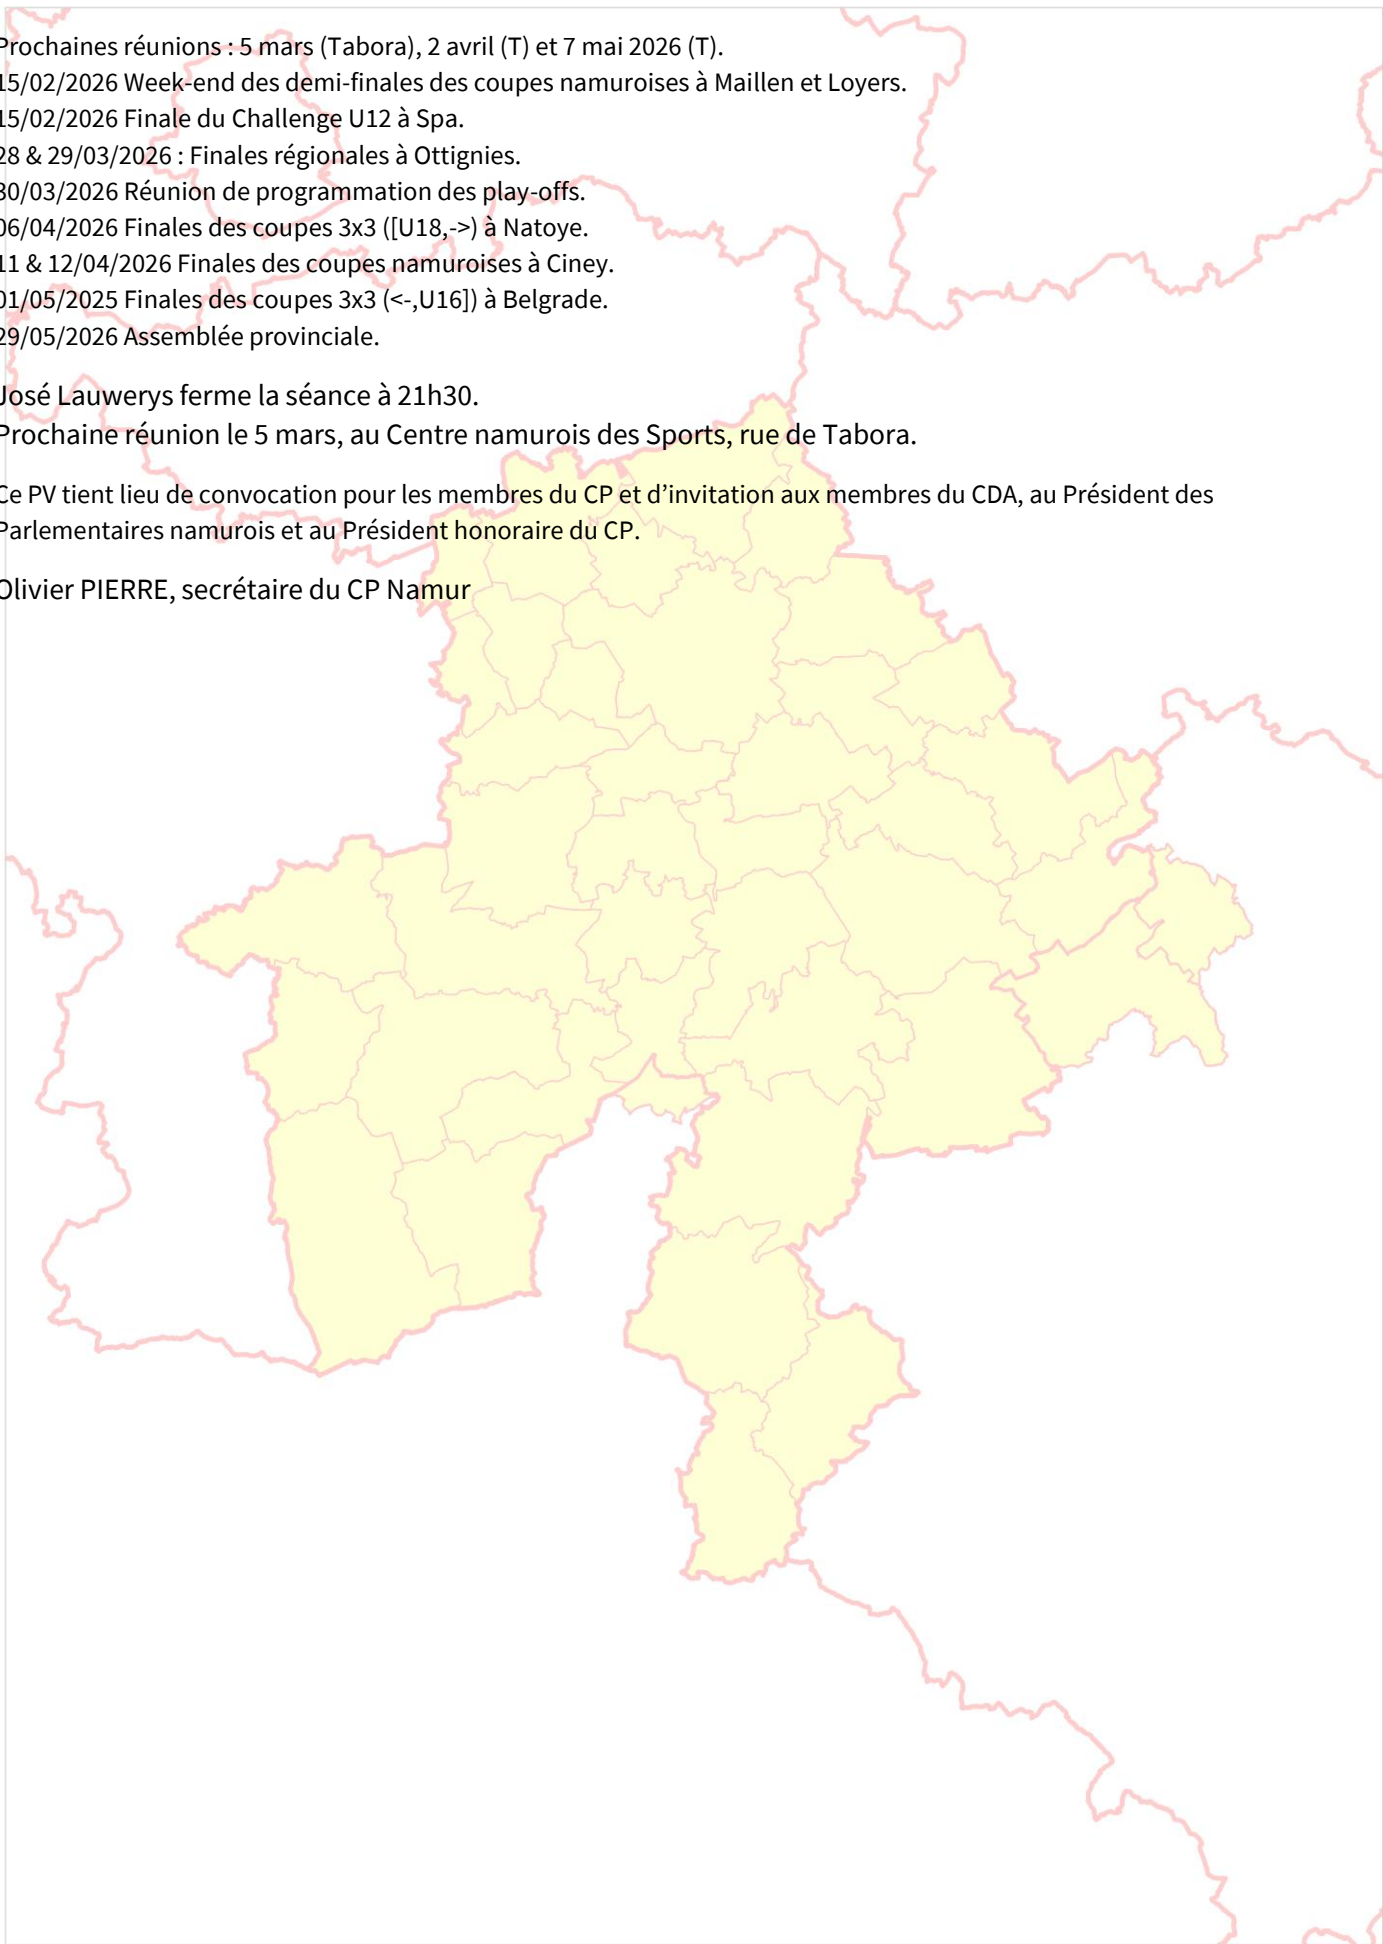 Prochaines réunions : 5 mars (Tabora), 2 avril (T) et 7 mai 2026 (T).
15/02/2026 Week-end des demi-finales des coupes namuroises à Maillen et Loyers.
15/02/2026 Finale du Challenge U12 à Spa.
28 & 29/03/2026 : Finales régionales à Ottignies.
30/03/2026 Réunion de programmation des play-offs.
06/04/2026 Finales des coupes 3x3 ([U18,->) à Natoye.
11 & 12/04/2026 Finales des coupes namuroises à Ciney.
01/05/2025 Finales des coupes 3x3 (<-,U16]) à Belgrade.
29/05/2026 Assemblée provinciale.
José Lauwerys ferme la séance à 21h30.
Prochaine réunion le 5 mars, au Centre namurois des Sports, rue de Tabora.
Ce PV tient lieu de convocation pour les membres du CP et d’invitation aux membres du CDA, au Président des
Parlementaires namurois et au Président honoraire du CP.
Olivier PIERRE, secrétaire du CP Namur